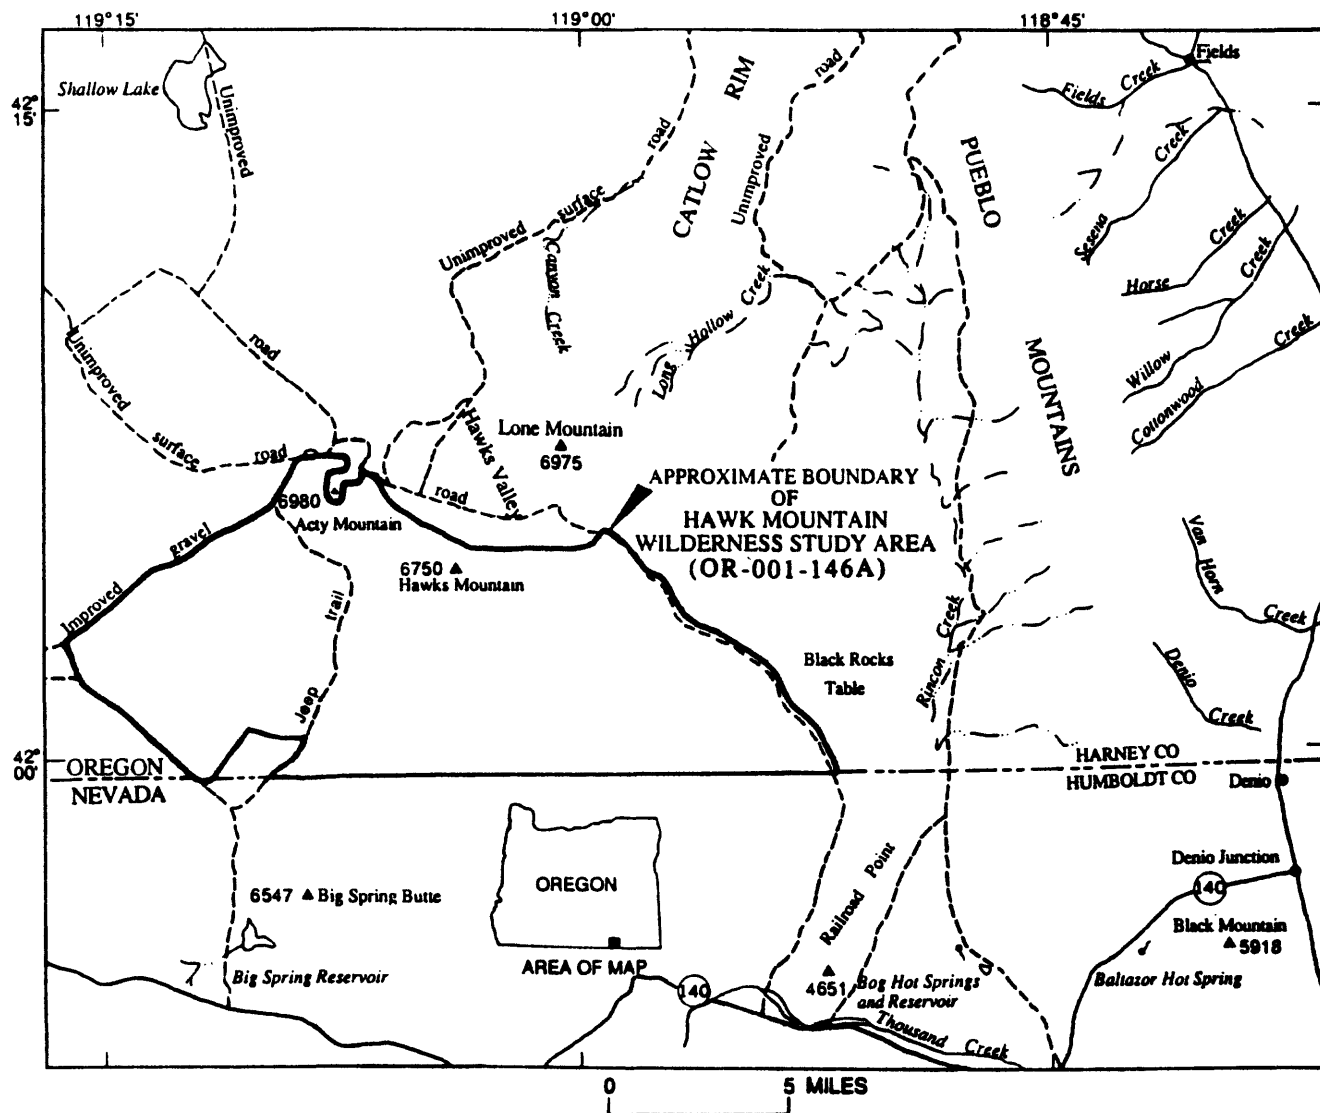 119° 15'
119° 00'
118° 45'
42° 15'
Fields
Fields Creek
Shallow Lake
Unimproved road
RIM
CATLOW
Unimproved road
PUEBLO
Sesena Creek
Unimproved surface road
Canyon Creek
Long Hollow Creek
Horse Creek
Willow Creek
Cottonwood Creek
MOUNTAINS
Unimproved surface road
Hawks Valley
Lone Mountain
6975
6980
Acty Mountain
road
APPROXIMATE BOUNDARY
OF
HAWK MOUNTAIN
WILDERNESS STUDY AREA
(OR-001-146A)
Improved gravel
6750
Hawks Mountain
Jeep trail
Van Horn Creek
Rincon Creek
Black Rocks
Table
Denio Creek
42° 00'
OREGON
NEVADA
HARNEY CO
HUMBOLDT CO
Denio
Denio Junction
140
Black Mountain
5918
OREGON
AREA OF MAP
6547
Big Spring Butte
Big Spring Reservoir
Railroad Point
4651
Bog Hot Springs
and Reservoir
Baltazor Hot Spring
140
Thousand Creek
0 5 MILES